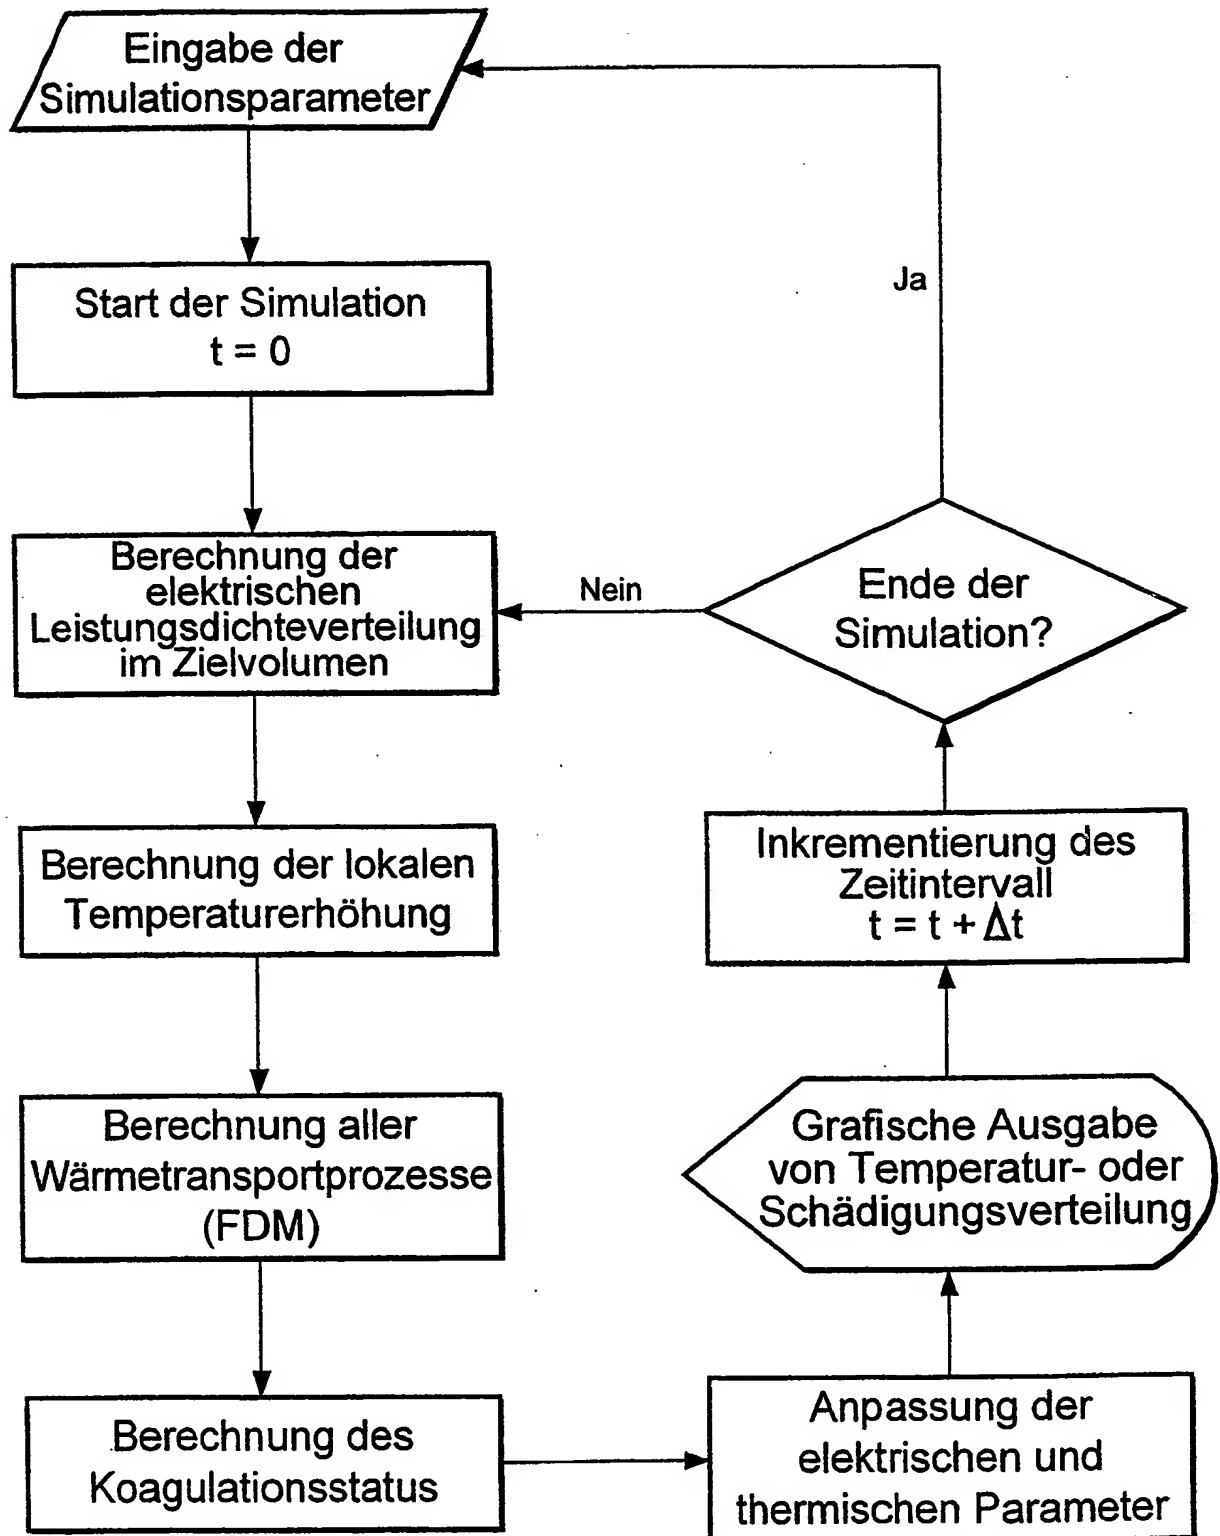 Eingabe der
Simulationsparameter
Start der Simulation
t = 0
Berechnung der
elektrischen
Leistungsdichteverteilung
im Zielvolumen
Berechnung der lokalen
Temperaturerhöhung
Berechnung aller
Wärmetransportprozesse
(FDM)
Berechnung des
Koagulationsstatus
Anpassung der
elektrischen und
thermischen Parameter
Grafische Ausgabe
von Temperatur- oder
Schädigungsverteilung
Inkrementierung des
Zeitintervall
t = t + Δt
Ende der
Simulation?
Nein
Ja